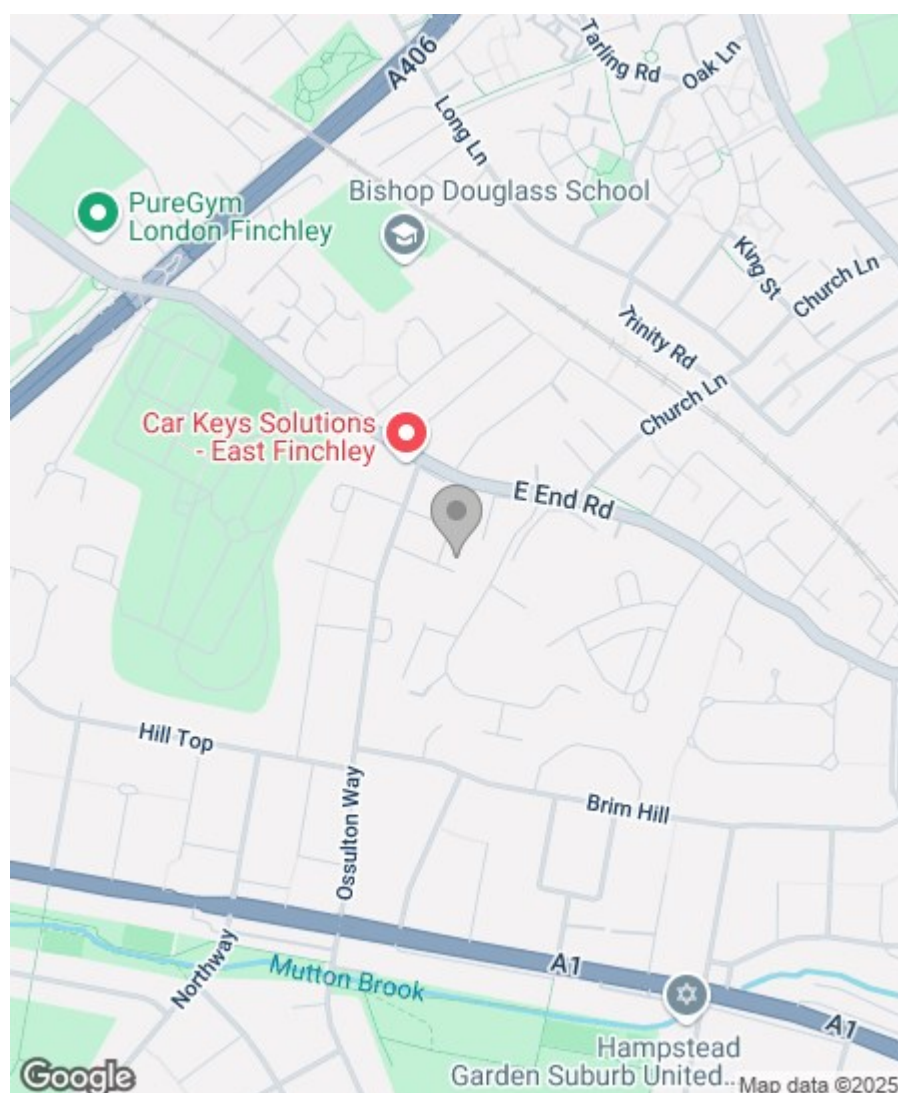 A406
Tarling Rd
Oak Ln
Long Ln
Bishop Douglass School
PureGym
London Finchley
King St
Church Ln
Trinity Rd
Church Ln
Car Keys Solutions
- East Finchley
E End Rd
Hill Top
Ossulton Way
Brim Hill
Northway
Mutton Brook
A1
A1
Hampstead
Garden Suburb United...
Google
Map data ©2025